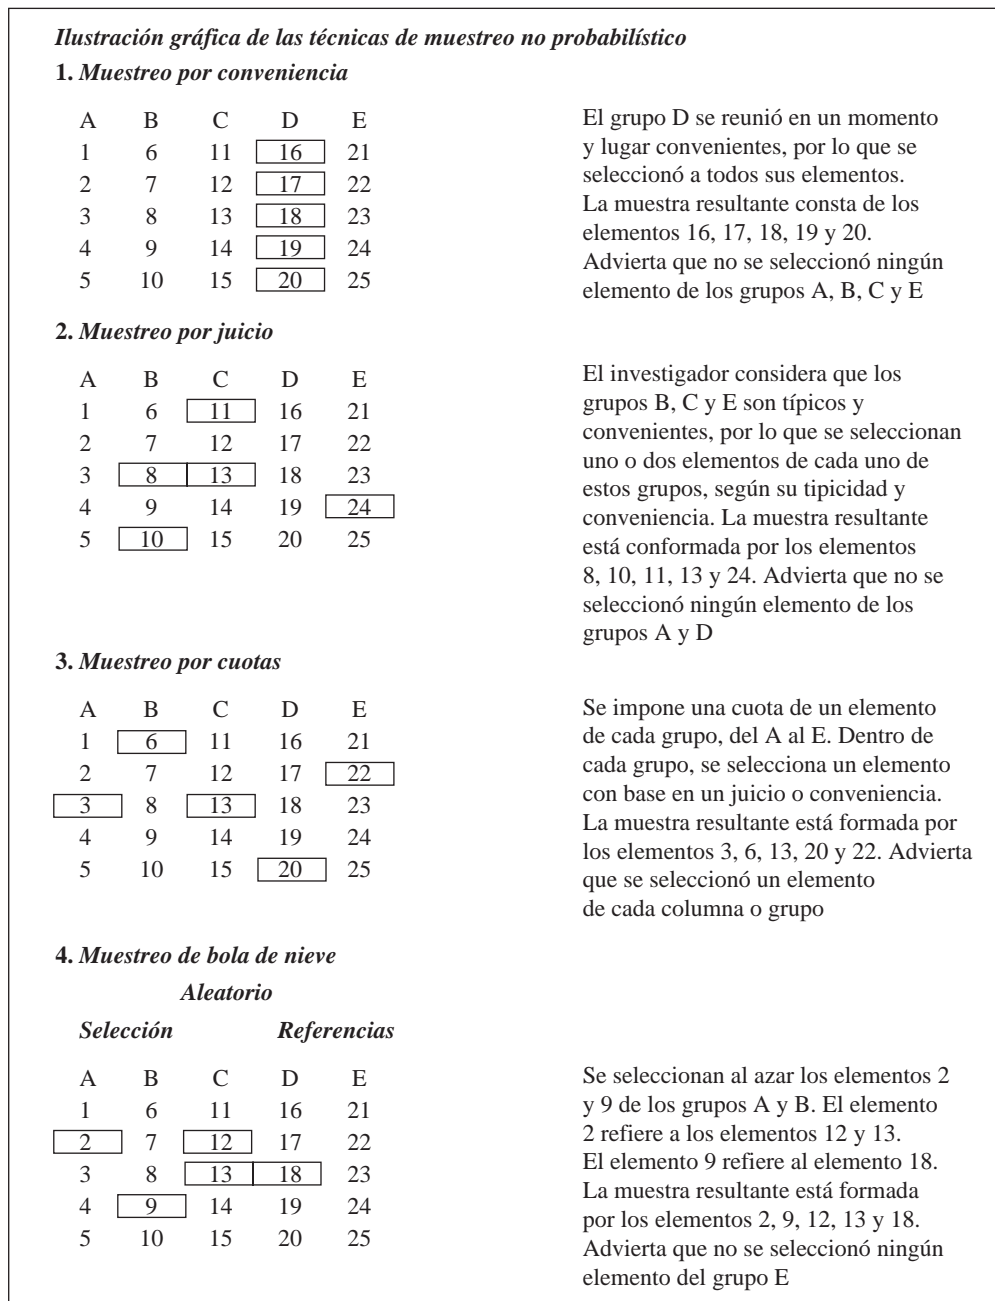 Ilustración gráfica de las técnicas de muestreo no probabilístico
1. Muestreo por conveniencia
A B C D E
1 6 11 16 21
2 7 12 17 22
3 8 13 18 23
4 9 14 19 24
5 10 15 20 25
El grupo D se reunió en un momento
y lugar convenientes, por lo que se
seleccionó a todos sus elementos.
La muestra resultante consta de los
elementos 16, 17, 18, 19 y 20.
Advierta que no se seleccionó ningún
elemento de los grupos A, B, C y E
2. Muestreo por juicio
A B C D E
1 6 11 16 21
2 7 12 17 22
3 8 13 18 23
4 9 14 19 24
5 10 15 20 25
El investigador considera que los
grupos B, C y E son típicos y
convenientes, por lo que se seleccionan
uno o dos elementos de cada uno de
estos grupos, según su tipicidad y
conveniencia. La muestra resultante
está conformada por los elementos
8, 10, 11, 13 y 24. Advierta que no se
seleccionó ningún elemento de los
grupos A y D
3. Muestreo por cuotas
A B C D E
1 6 11 16 21
2 7 12 17 22
3 8 13 18 23
4 9 14 19 24
5 10 15 20 25
Se impone una cuota de un elemento
de cada grupo, del A al E. Dentro de
cada grupo, se selecciona un elemento
con base en un juicio o conveniencia.
La muestra resultante está formada por
los elementos 3, 6, 13, 20 y 22. Advierta
que se seleccionó un elemento
de cada columna o grupo
4. Muestreo de bola de nieve
Aleatorio
Selección Referencias
A B C D E
1 6 11 16 21
2 7 12 17 22
3 8 13 18 23
4 9 14 19 24
5 10 15 20 25
Se seleccionan al azar los elementos 2
y 9 de los grupos A y B. El elemento
2 refiere a los elementos 12 y 13.
El elemento 9 refiere al elemento 18.
La muestra resultante está formada
por los elementos 2, 9, 12, 13 y 18.
Advierta que no se seleccionó ningún
elemento del grupo E